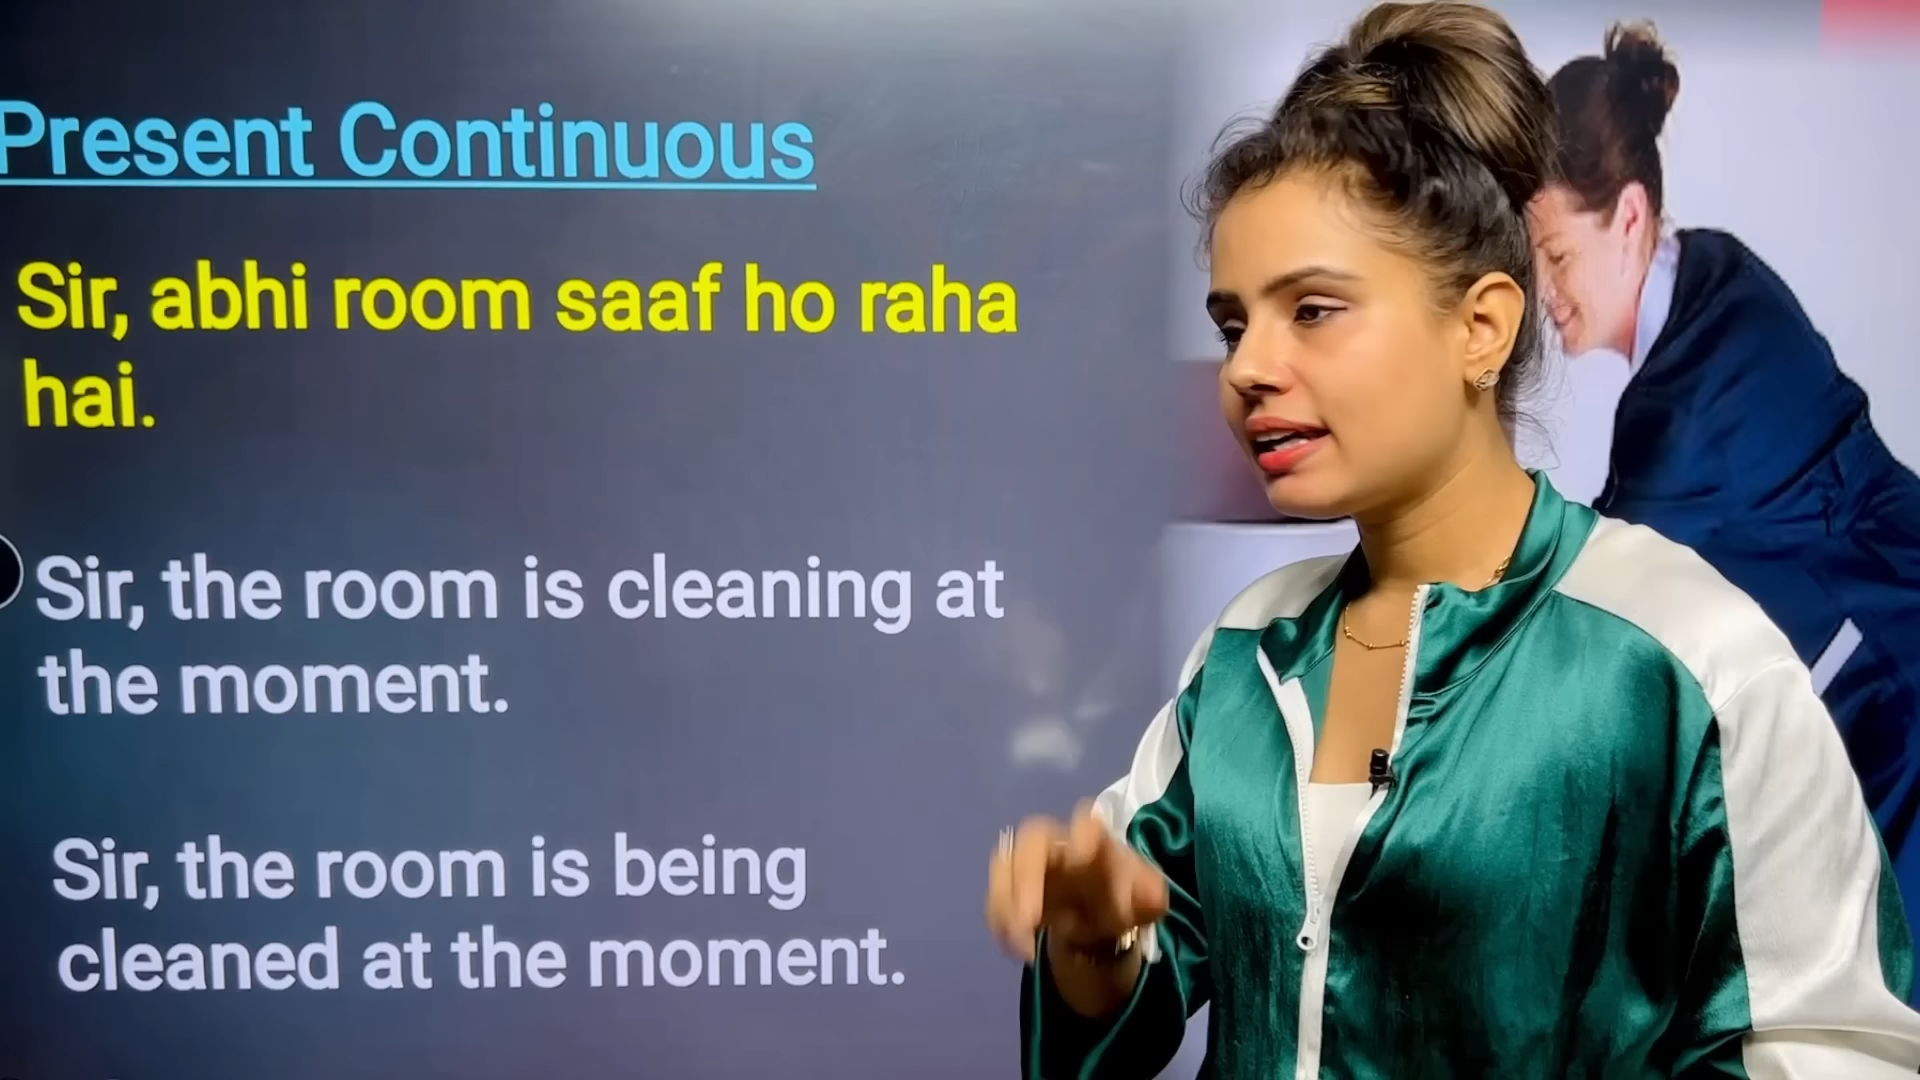 Present Continuous
Sir, abhi room saaf ho raha
hai.
Sir, the room is cleaning at
the moment.
Sir, the room is being
cleaned at the moment.